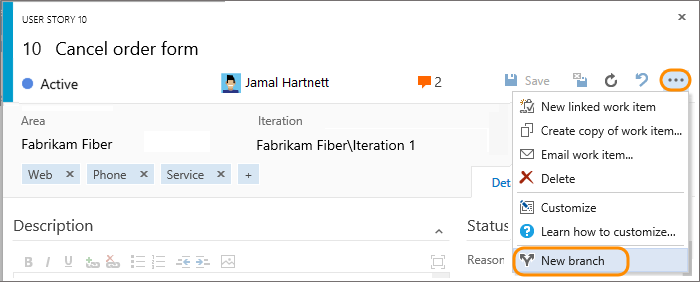 USER STORY 10
10 Cancel order form
Active
Jamal Hartnett
2
Save
Area
Iteration
Fabrikam Fiber
Fabrikam Fiber\Iteration 1
Web
Phone
Service
+
New linked work item
Create copy of work item...
Email work item...
Delete
Customize
Learn how to customize...
New branch
Det
Description
Status
B I U
Reason